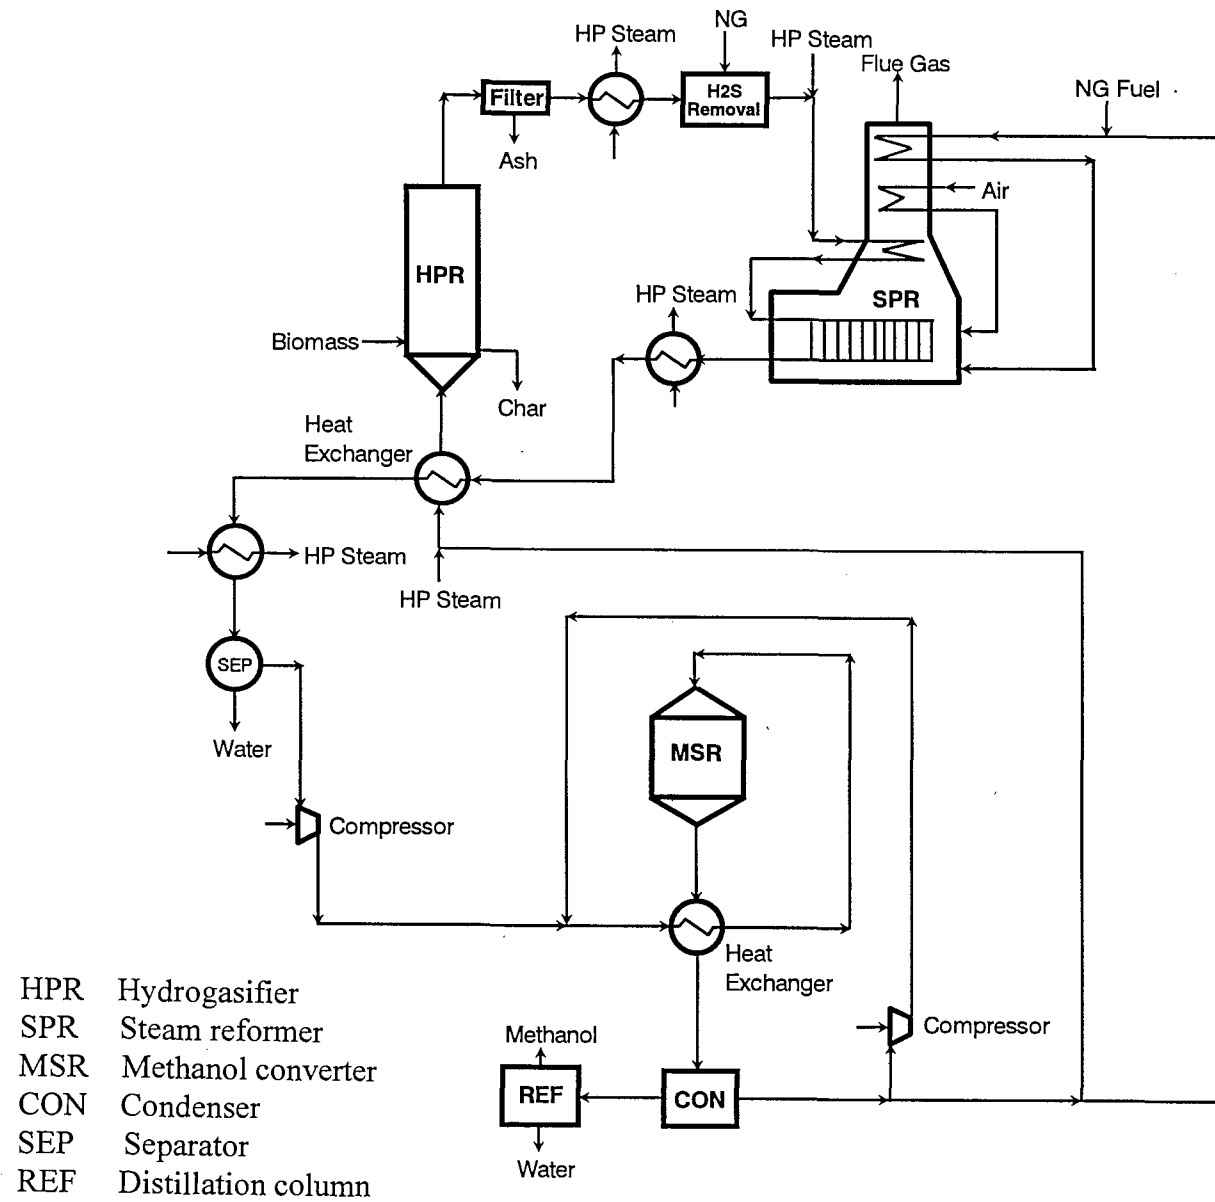 HP Steam
NG
HP Steam
Flue Gas
NG Fuel
Filter
H2S
Removal
Ash
Air
HPR
SPR
HP Steam
Biomass
Char
Heat
Exchanger
HP Steam
HP Steam
SEP
Water
MSR
Compressor
Heat
Exchanger
Methanol
Compressor
REF
CON
Water
HPR Hydrogasifier
SPR Steam reformer
MSR Methanol converter
CON Condenser
SEP Separator
REF Distillation column